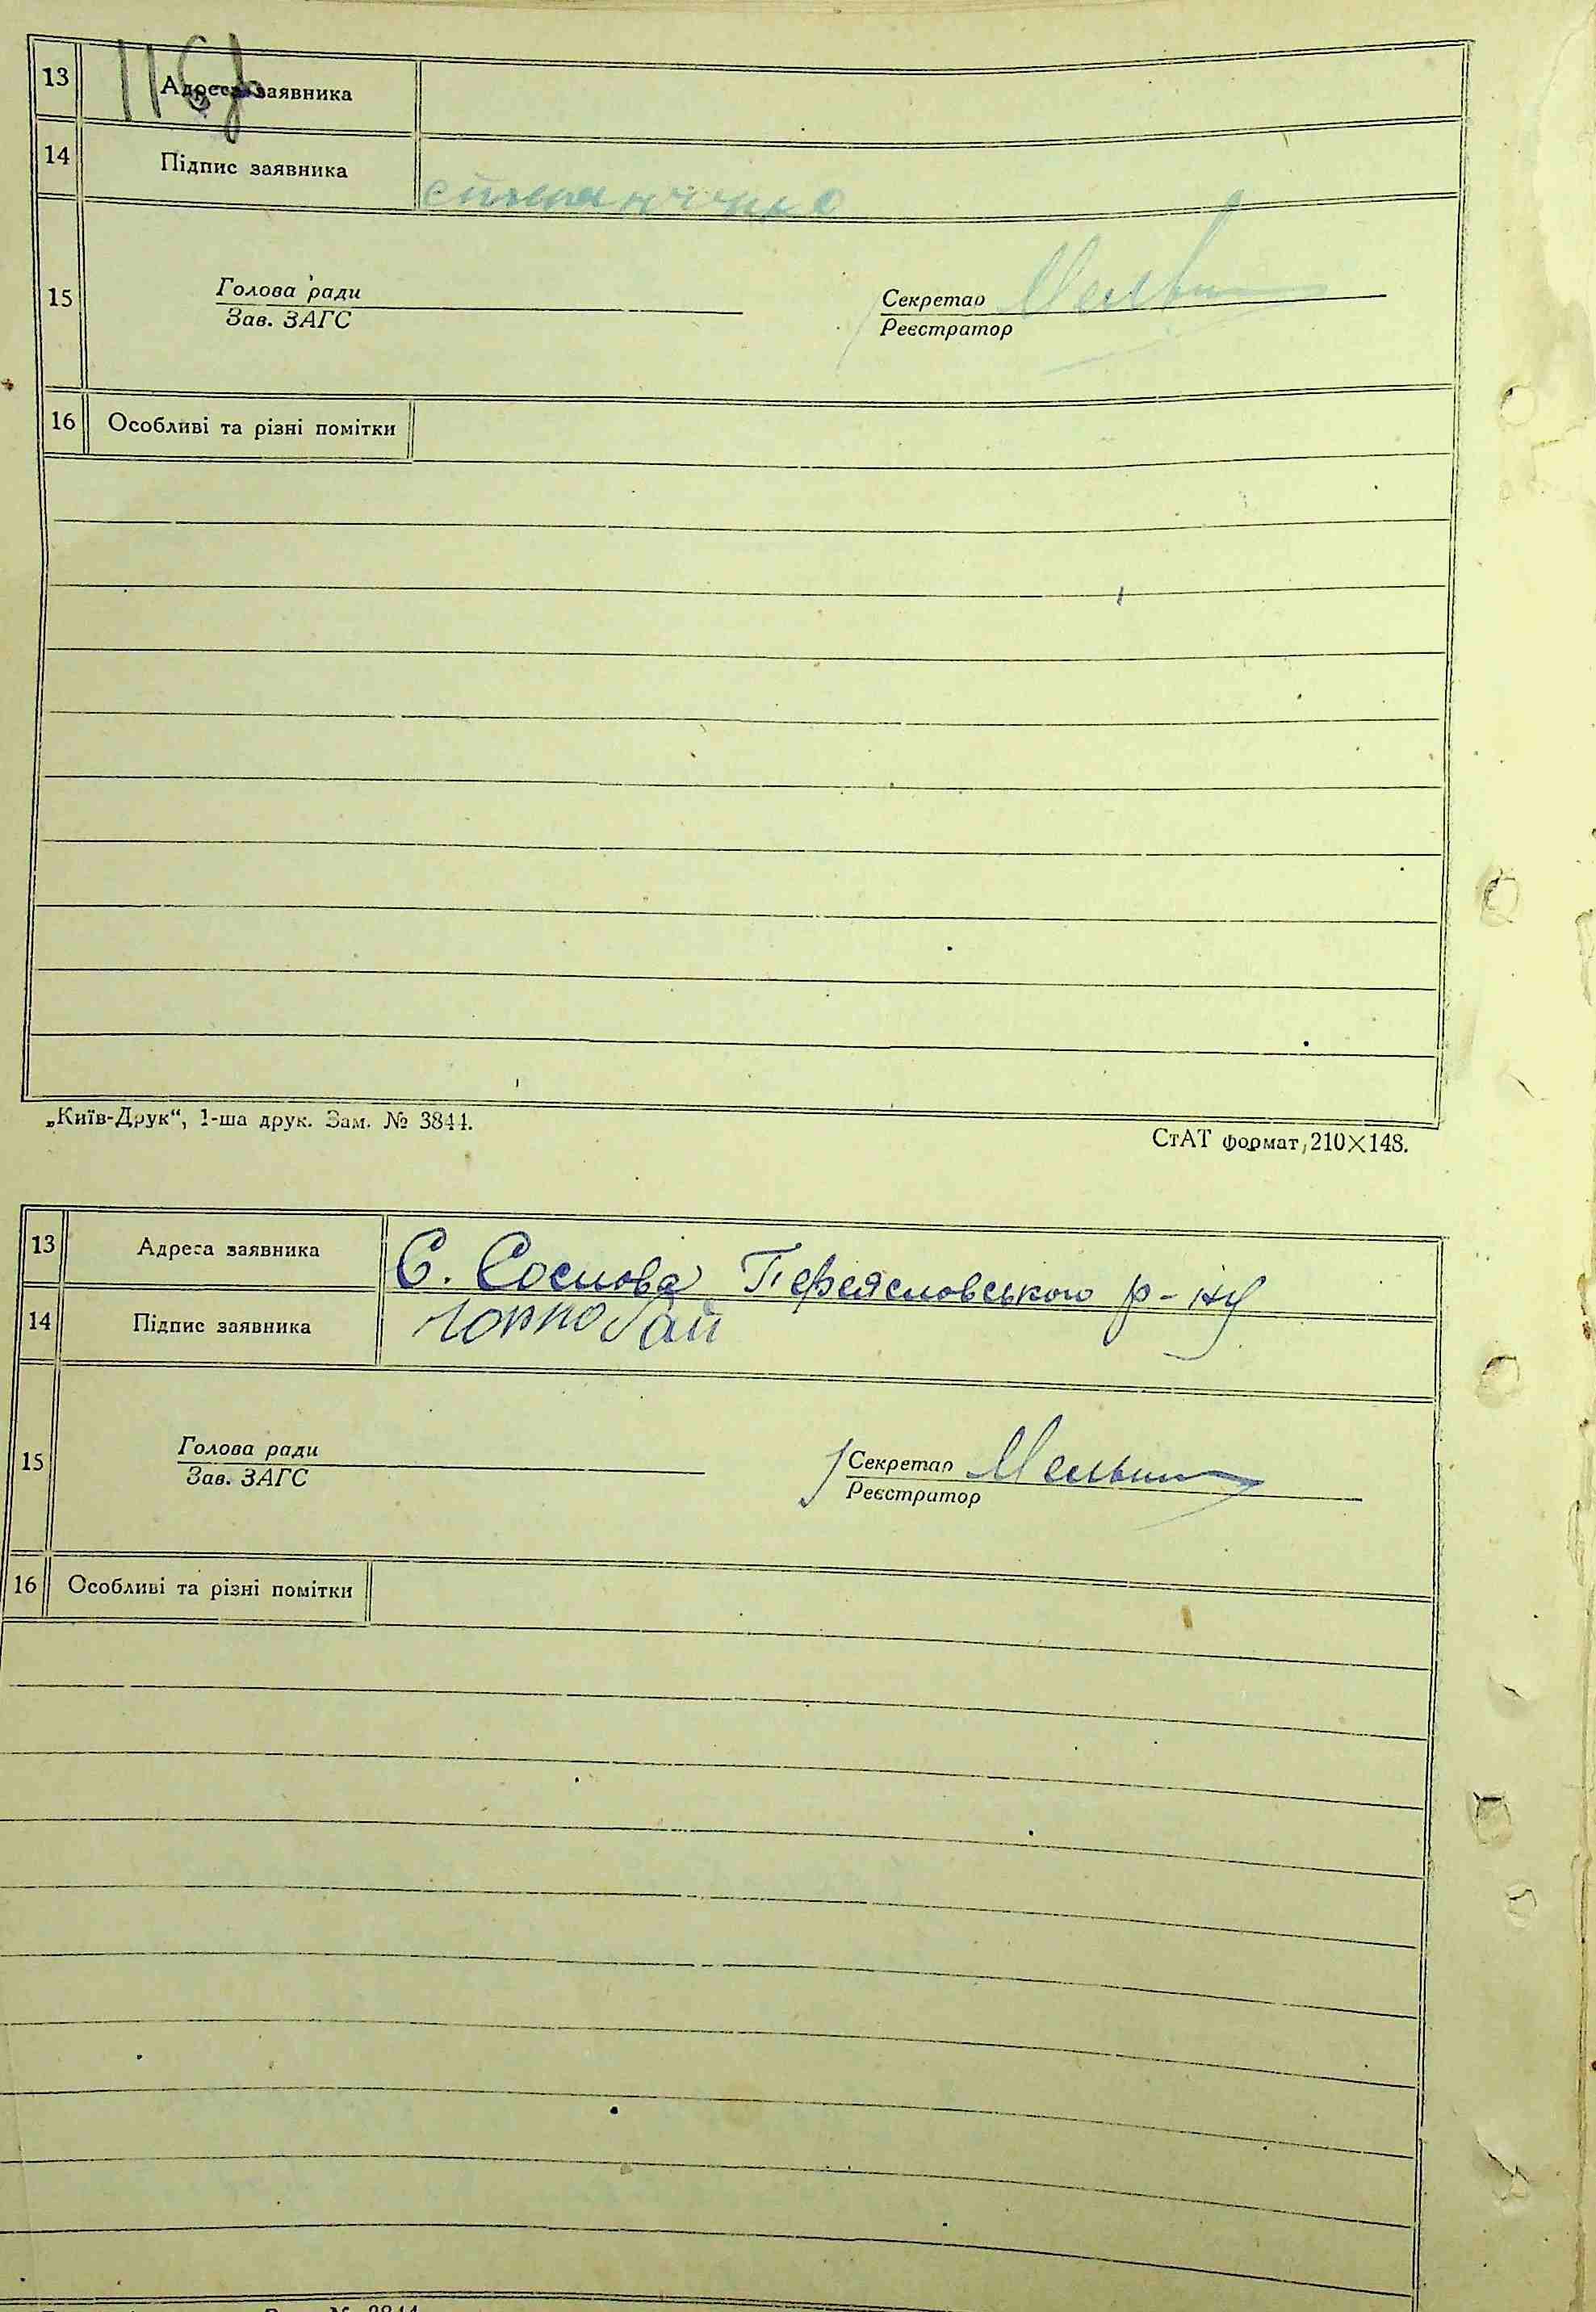 116
13 Адреса заявника
14 Підпис заявника
15 Голова ради Секретар
Зав. ЗАГС Реєстратор
16 Особливі та різні помітки
„Київ-Друк“, 1-ша друк. Зам. № 3844.
СтАТ формат, 210×148.
13 Адреса заявника С. Соснова Переясловського р-ну
14 Підпис заявника
15 Голова ради Секретар
Зав. ЗАГС Реєстратор
16 Особливі та різні помітки